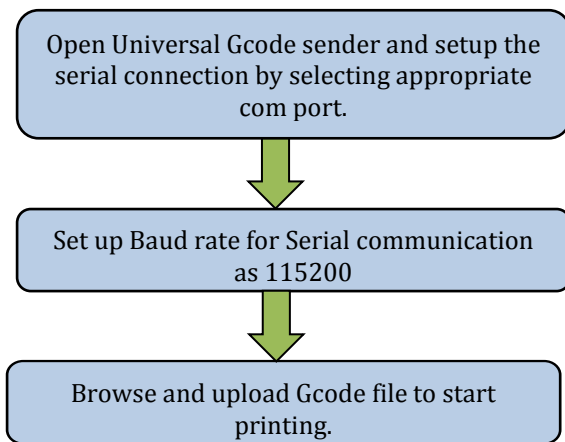 Open Universal Gcode sender and setup the
serial connection by selecting appropriate
com port.
Set up Baud rate for Serial communication
as 115200
Browse and upload Gcode file to start
printing.